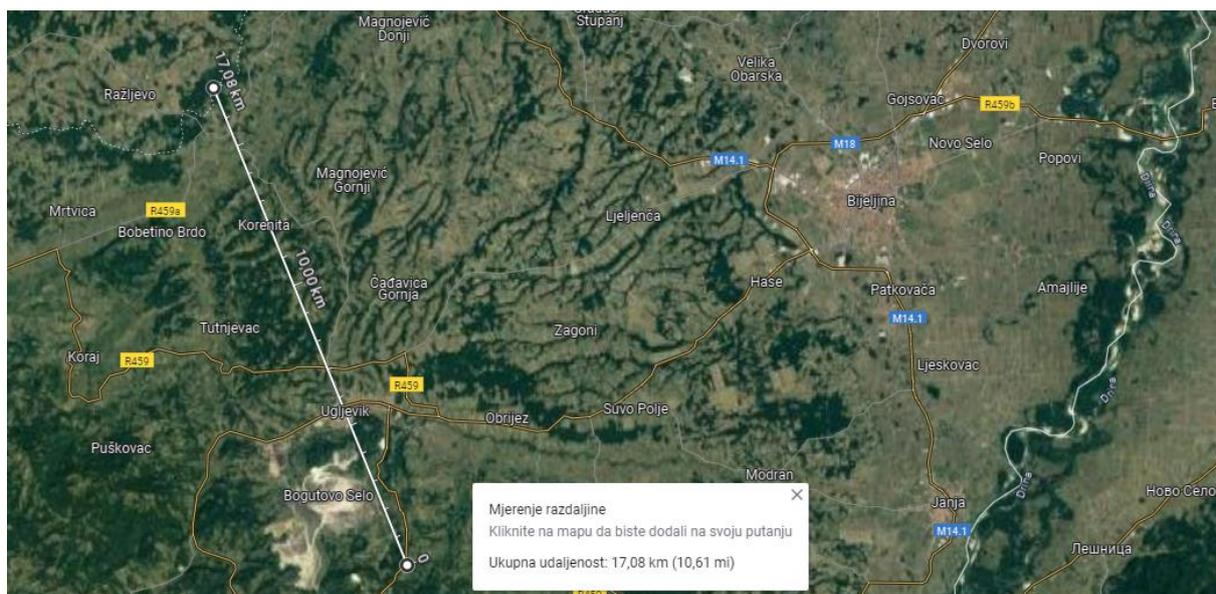 Magnojević
Donji
Stupanj
Dvorovi
17,08 km
Ražljevo
Velika
Obarska
Gojsovac
R459b
M18
Novo Selo
M14.1
Popovi
Magnojević
Gornji
Drina
Bijeljina
Mrtvica
R459a
Ljeljenča
Bobetino Brdo
Korenita
Drina
10,00 km
Čađavica
Gornja
Hase
Patkovača
Amajlije
M14.1
Tutnjevac
Zagoni
Koraj
R459
Ljeskovac
R459
Drina
Ugljevik
Obrijez
Suvo Polje
Puškovac
Modran
Drina
Bogutovo Selo
Janja
Ново Село
M14.1
Лешница
0
Mjerenje razdaljine
Kliknite na mapu da biste dodali na svoju putanju
Ukupna udaljenost: 17,08 km (10,61 mi)